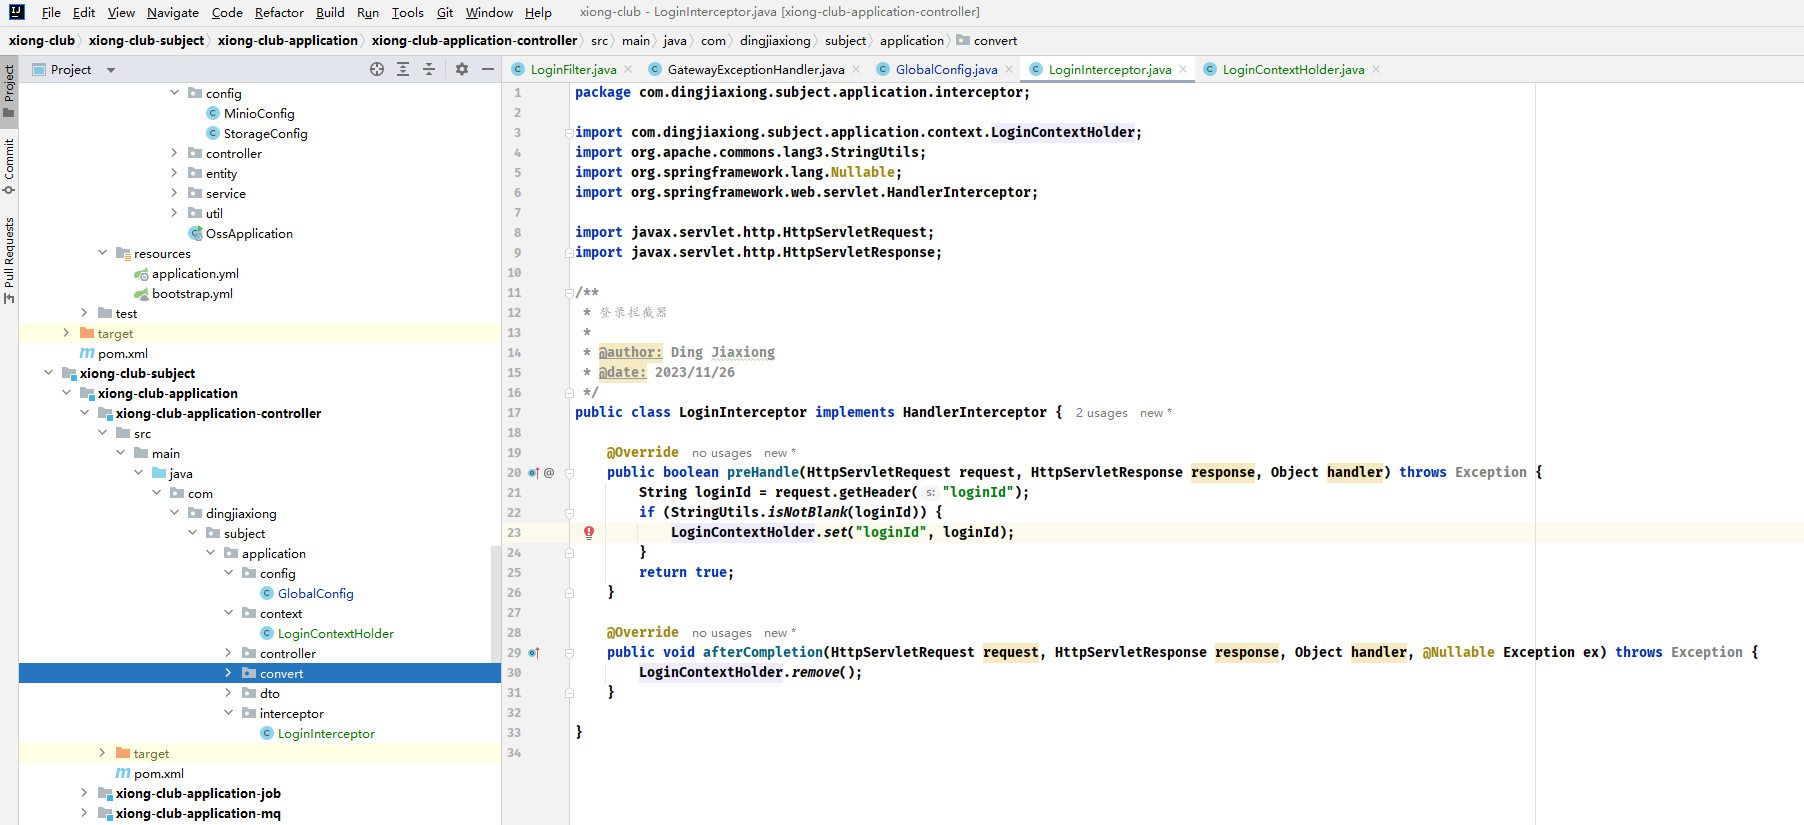 File Edit View Navigate Code Refactor Build Run Tools Git Window Help xiong-club - LoginInterceptor.java [xiong-club-application-controller]
xiong-club xiong-club-subject xiong-club-application xiong-club-application-controller src main java com dingjiaxiong subject application convert
Project
Commit
Pull Requests
Project
config
MinioConfig
StorageConfig
controller
entity
service
util
OssApplication
resources
application.yml
bootstrap.yml
test
target
pom.xml
xiong-club-subject
xiong-club-application
xiong-club-application-controller
src
main
java
com
dingjiaxiong
subject
application
config
GlobalConfig
context
LoginContextHolder
controller
convert
dto
interceptor
LoginInterceptor
target
pom.xml
xiong-club-application-job
xiong-club-application-mq
LoginFilter.java GatewayExceptionHandler.java GlobalConfig.java LoginInterceptor.java LoginContextHolder.java
1 package com.dingjiaxiong.subject.application.interceptor;
2
3 import com.dingjiaxiong.subject.application.context.LoginContextHolder;
4 import org.apache.commons.lang3.StringUtils;
5 import org.springframework.lang.Nullable;
6 import org.springframework.web.servlet.HandlerInterceptor;
7
8 import javax.servlet.http.HttpServletRequest;
9 import javax.servlet.http.HttpServletResponse;
10
11 /**
12 * 登录拦截器
13 *
14 * @author: Ding Jiaxiong
15 * @date: 2023/11/26
16 */
17 public class LoginInterceptor implements HandlerInterceptor { 2 usages new *
18
19 @Override no usages new *
20 @ public boolean preHandle(HttpServletRequest request, HttpServletResponse response, Object handler) throws Exception {
21 String loginId = request.getHeader( s: "loginId");
22 if (StringUtils.isNotBlank(loginId)) {
23 LoginContextHolder.set("loginId", loginId);
24 }
25 return true;
26 }
27
28 @Override no usages new *
29 public void afterCompletion(HttpServletRequest request, HttpServletResponse response, Object handler, @Nullable Exception ex) throws Exception {
30 LoginContextHolder.remove();
31 }
32
33 }
34